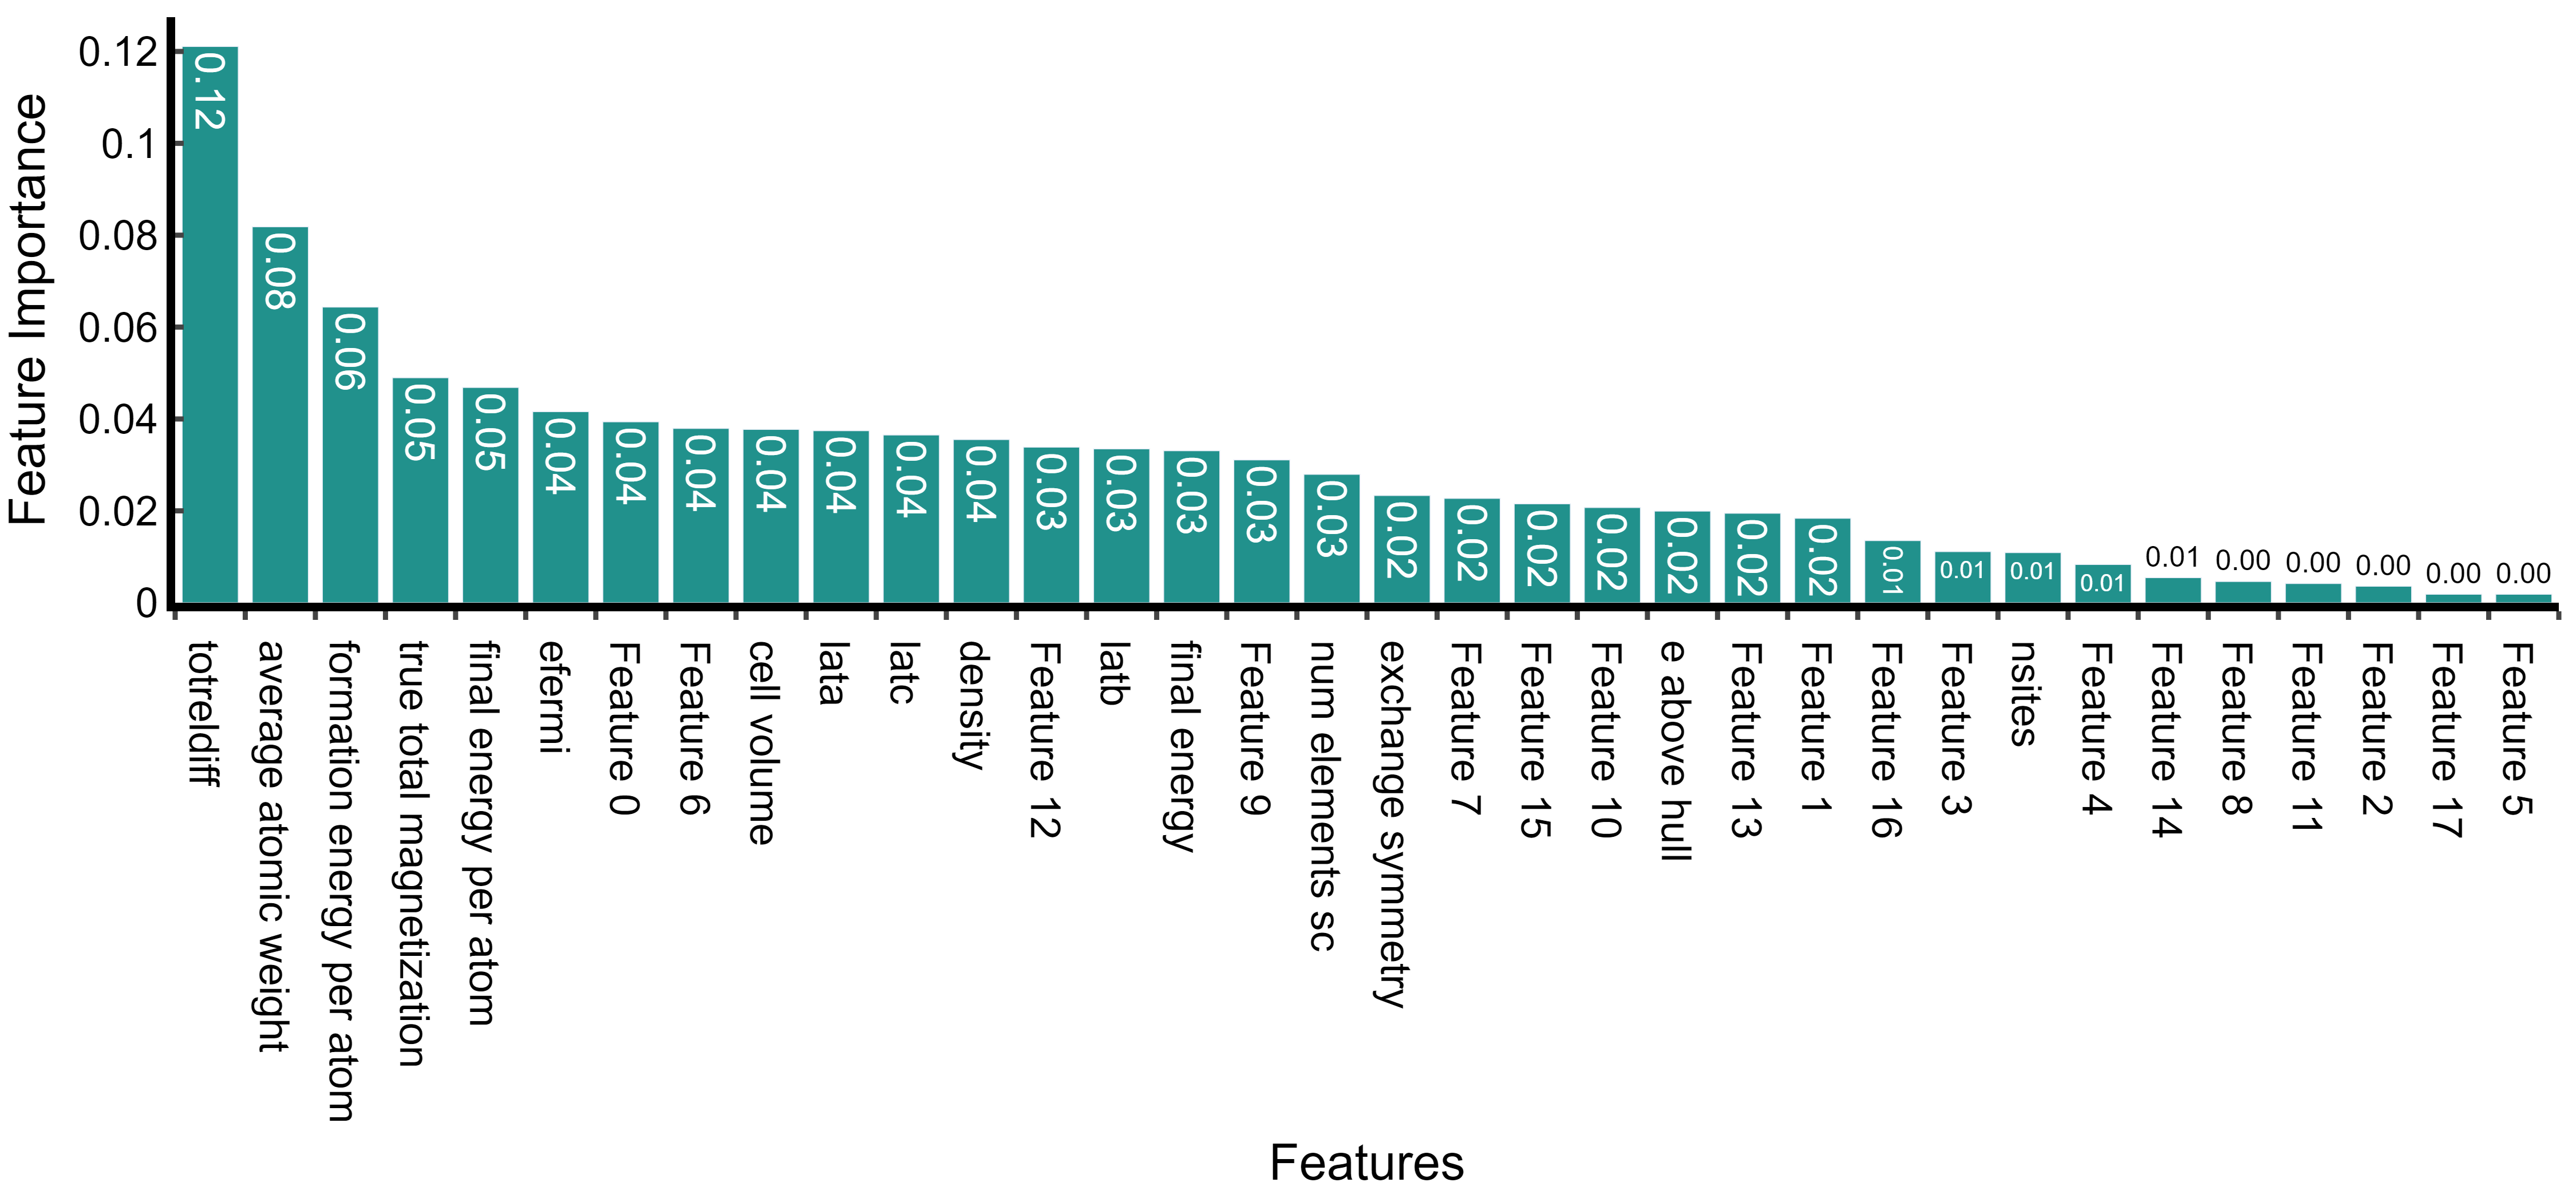 Feature Importance
0.12
0.1
0.08
0.06
0.04
0.02
0
0.12
0.08
0.06
0.05
0.05
0.04
0.04
0.04
0.04
0.04
0.04
0.04
0.03
0.03
0.03
0.03
0.03
0.02
0.02
0.02
0.02
0.02
0.02
0.02
0.01
0.01
0.01
0.01
0.01
0.00
0.00
0.00
0.00
0.00
totreldiff
average atomic weight
formation energy per atom
true total magnetization
final energy per atom
efermi
Feature 0
Feature 6
cell volume
lata
latc
density
Feature 12
latb
final energy
Feature 9
num elements sc
exchange symmetry
Feature 7
Feature 15
Feature 10
e above hull
Feature 13
Feature 1
Feature 16
Feature 3
nsites
Feature 4
Feature 14
Feature 8
Feature 11
Feature 2
Feature 17
Feature 5
Features